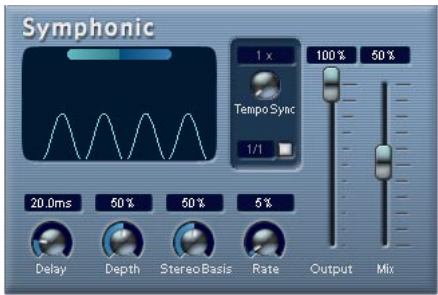 Symphonic
1 x
100 %
50 %
Tempo Sync
1/1
20.0ms
50 %
50 %
5 %
Delay
Depth
Stereo Basis
Rate
Output
Mix